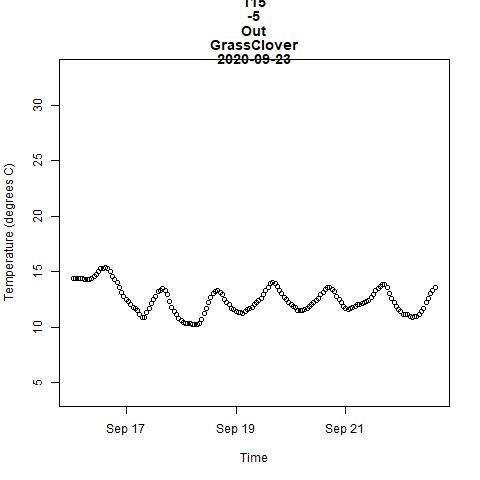 T15
-5
Out
GrassClover
2020-09-23
30
25
20
15
10
5
Temperature (degrees C)
Sep 17
Sep 19
Sep 21
Time